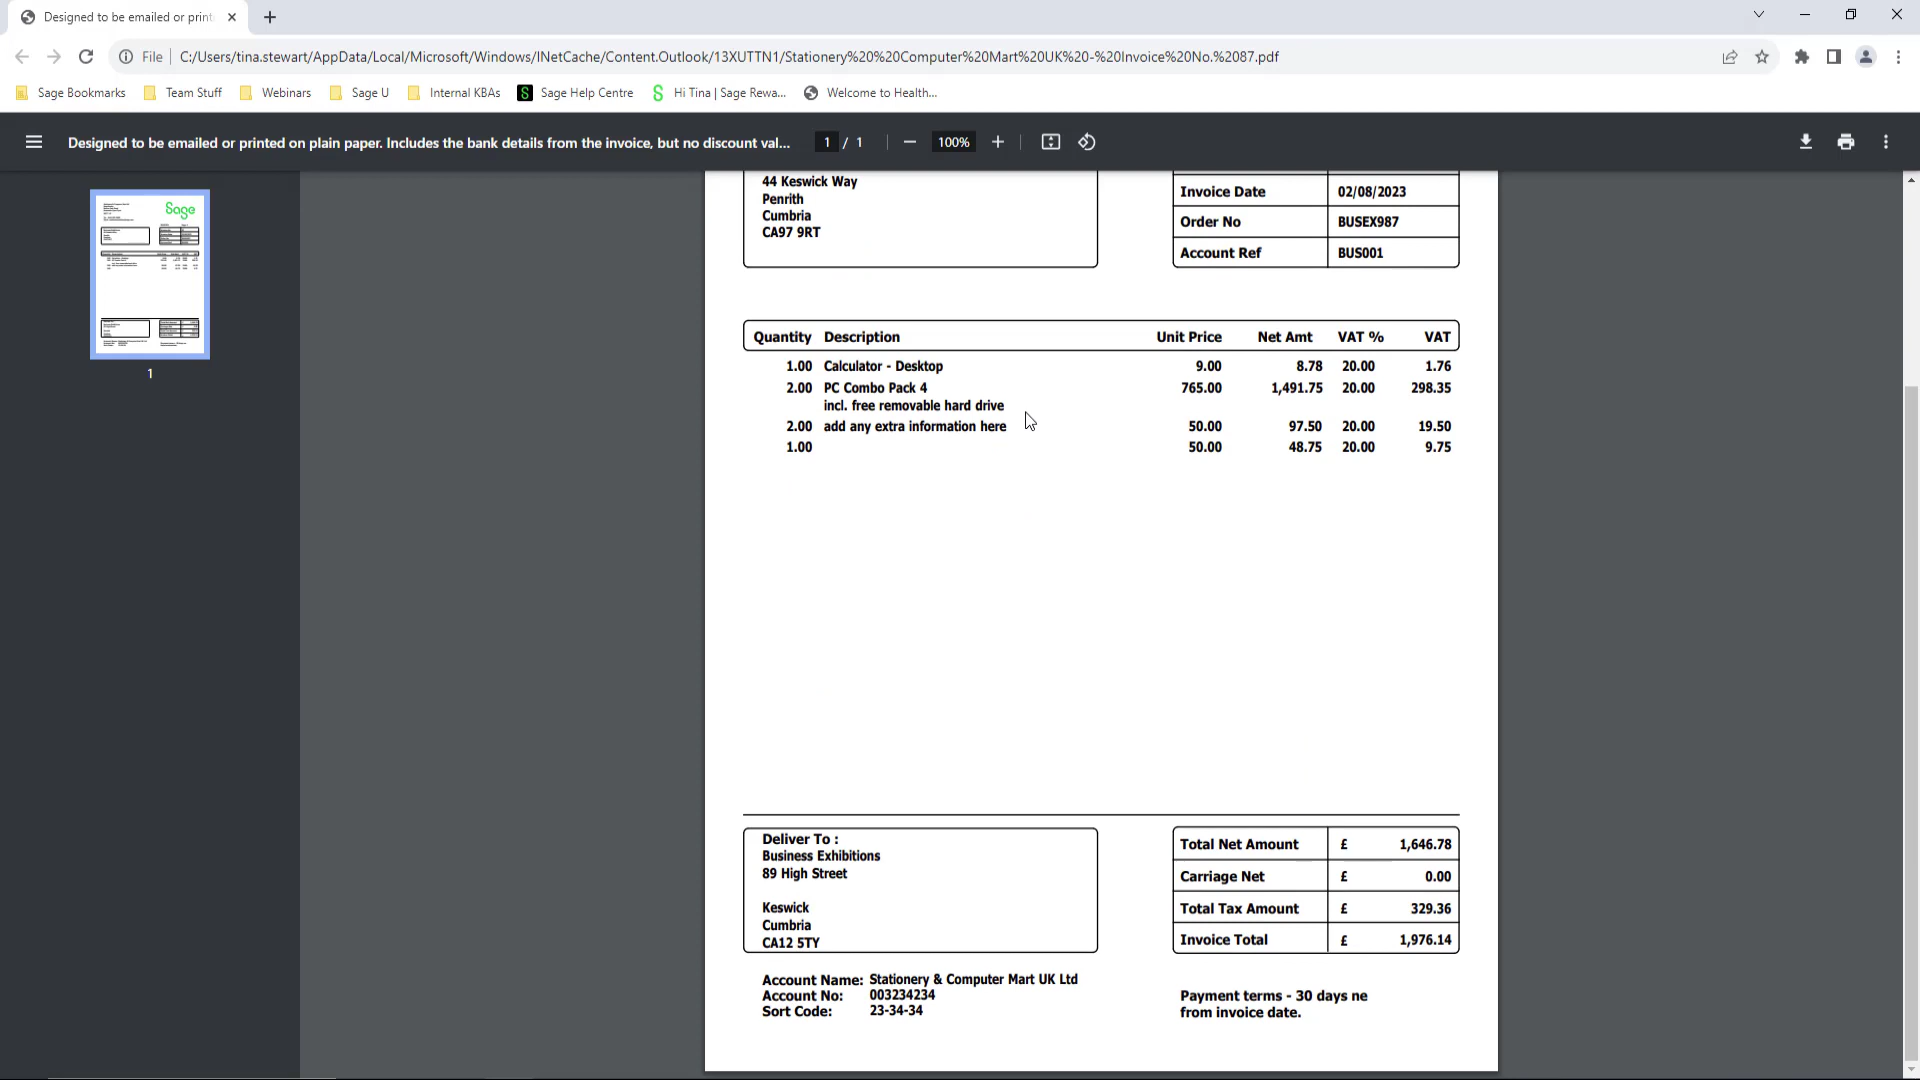 Designed to be emailed or print
File C:/Users/tina.stewart/AppData/Local/Microsoft/Windows/INetCache/Content.Outlook/13XUTTN1/Stationery%20%20Computer%20Mart%20UK%20-%20Invoice%20No.%2087.pdf
Sage Bookmarks Team Stuff Webinars Sage U Internal KBAs S Sage Help Centre S Hi Tina | Sage Rewa... Welcome to Health...
Designed to be emailed or printed on plain paper. Includes the bank details from the invoice, but no discount val... 1 / 1 100%
Sage
1
44 Keswick Way
Penrith
Cumbria
CA97 9RT
Invoice Date 02/08/2023
Order No BUSEX987
Account Ref BUS001
Quantity Description Unit Price Net Amt VAT % VAT
1.00 Calculator - Desktop 9.00 8.78 20.00 1.76
2.00 PC Combo Pack 4 765.00 1,491.75 20.00 298.35
incl. free removable hard drive
2.00 add any extra information here 50.00 97.50 20.00 19.50
1.00 50.00 48.75 20.00 9.75
Deliver To :
Business Exhibitions
89 High Street
Keswick
Cumbria
CA12 5TY
Total Net Amount £ 1,646.78
Carriage Net £ 0.00
Total Tax Amount £ 329.36
Invoice Total £ 1,976.14
Account Name: Stationery & Computer Mart UK Ltd
Account No: 003234234
Sort Code: 23-34-34
Payment terms - 30 days ne
from invoice date.